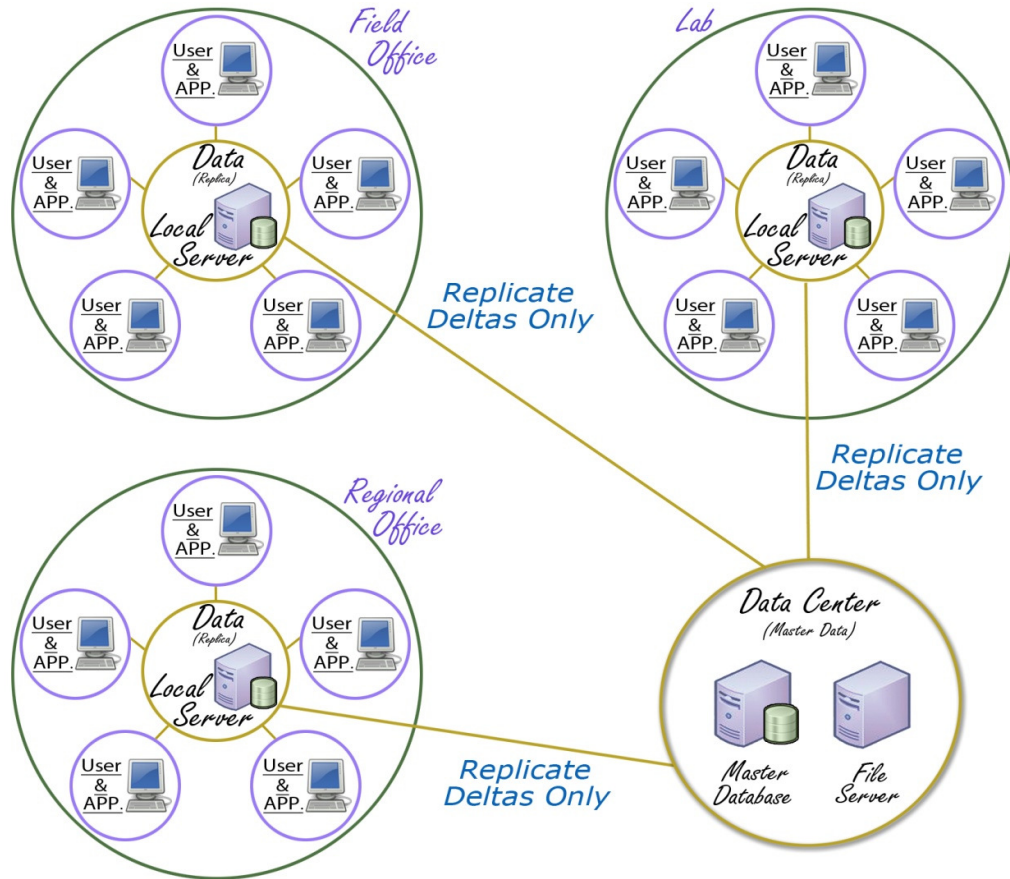 Field
Office
User
&
APP.
User
&
APP.
User
&
APP.
Data
(Replica)
Local
Server
User
&
APP.
User
&
APP.
Lab
User
&
APP.
User
&
APP.
User
&
APP.
Data
(Replica)
Local
Server
User
&
APP.
User
&
APP.
Replicate
Deltas Only
Replicate
Deltas Only
Regional
Office
User
&
APP.
User
&
APP.
User
&
APP.
Data
(Replica)
Local
Server
User
&
APP.
User
&
APP.
Replicate
Deltas Only
Data Center
(Master Data)
Master
Database
File
Server